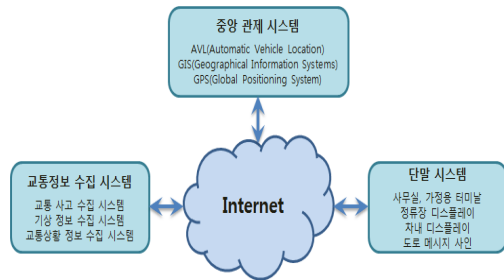 중앙 관제 시스템
AVL(Automatic Vehicle Location)
GIS(Geographical Information Systems)
GPS(Global Positioning System)
교통정보 수집 시스템
교통 사고 수집 시스템
기상 정보 수집 시스템
교통상황 정보 수집 시스템
Internet
단말 시스템
사무실, 가정용 터미날
정류장 디스플레이
자내 디스플레이
도로 메시지 사인